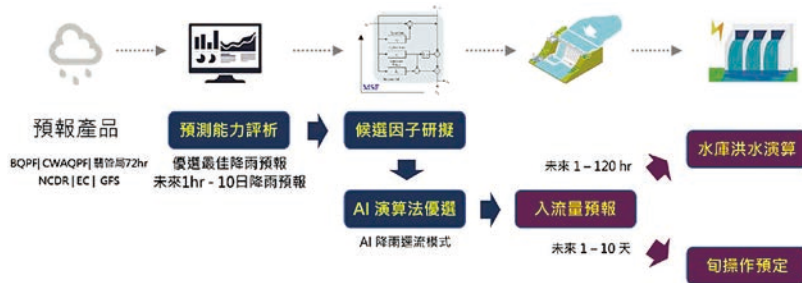 MSF
預報產品
BQPF| CWAQPF| 翡管局72hr
NCDR | EC | GFS
預測能力評析
優選最佳降雨預報
未來1hr - 10日降雨預報
候選因子研擬
AI 演算法優選
AI 降雨逕流模式
入流量預報
未來 1 – 120 hr
未來 1 – 10 天
水庫洪水演算
旬操作預定